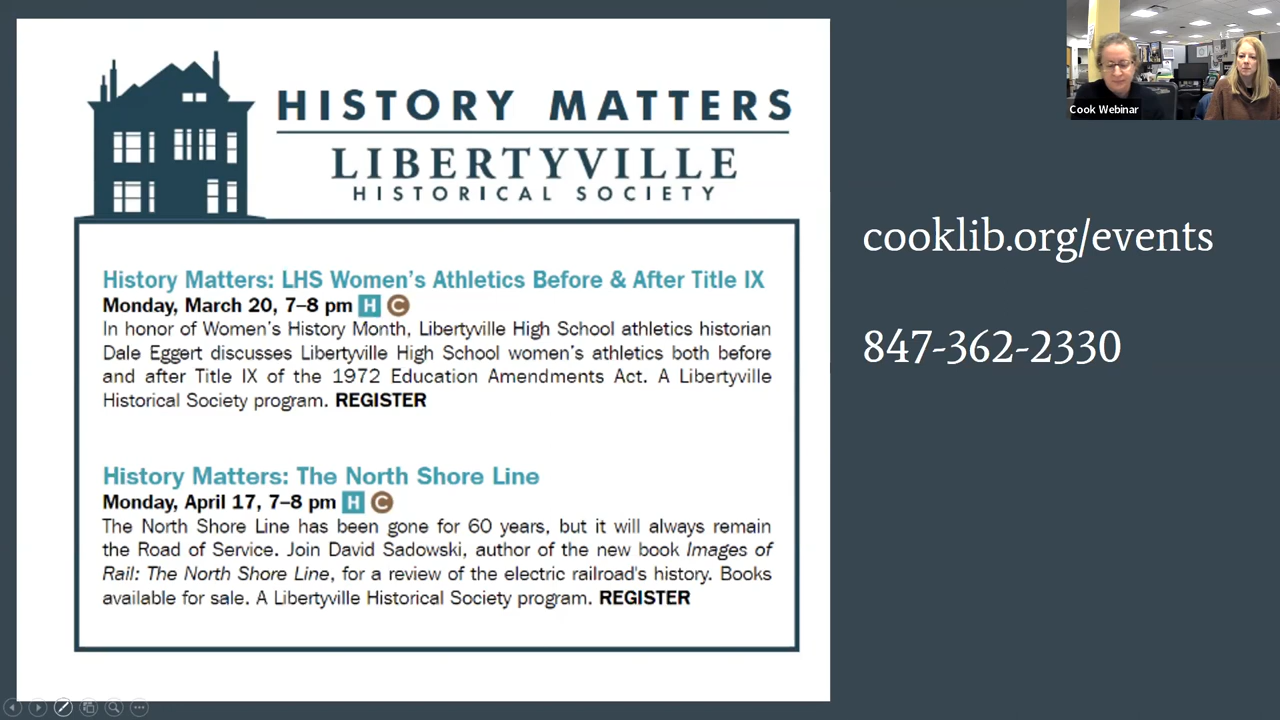 HISTORY MATTERS
LIBERTYVILLE
HISTORICAL SOCIETY
History Matters: LHS Women's Athletics Before & After Title IX
Monday, March 20, 7–8 pm H C
In honor of Women's History Month, Libertyville High School athletics historian
Dale Eggert discusses Libertyville High School women's athletics both before
and after Title IX of the 1972 Education Amendments Act. A Libertyville
Historical Society program. REGISTER
History Matters: The North Shore Line
Monday, April 17, 7–8 pm H C
The North Shore Line has been gone for 60 years, but it will always remain
the Road of Service. Join David Sadowski, author of the new book Images of
Rail: The North Shore Line, for a review of the electric railroad's history. Books
available for sale. A Libertyville Historical Society program. REGISTER
cooklib.org/events
847-362-2330
Cook Webinar